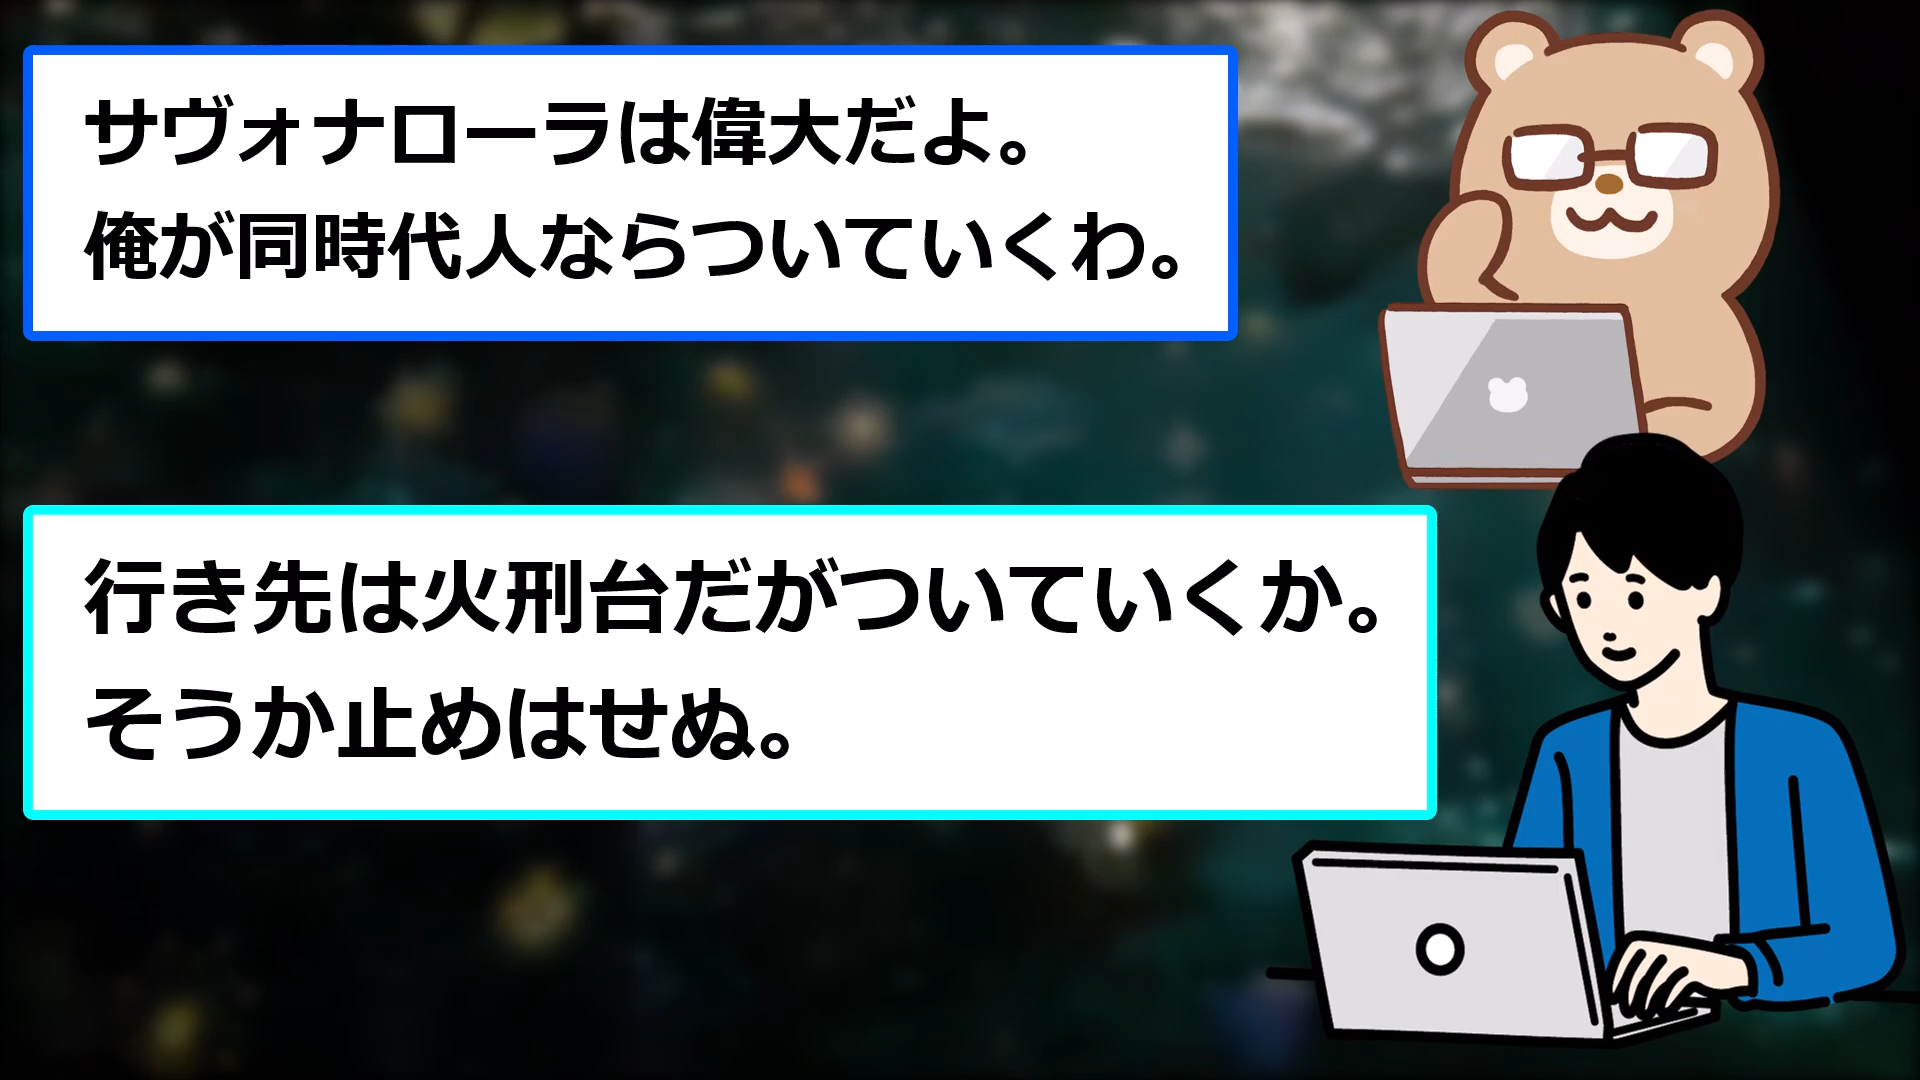 サヴォナローラは偉大だよ。
俺が同時代人ならついていくわ。
行き先は火刑台だがついていくか。
そうか止めはせぬ。